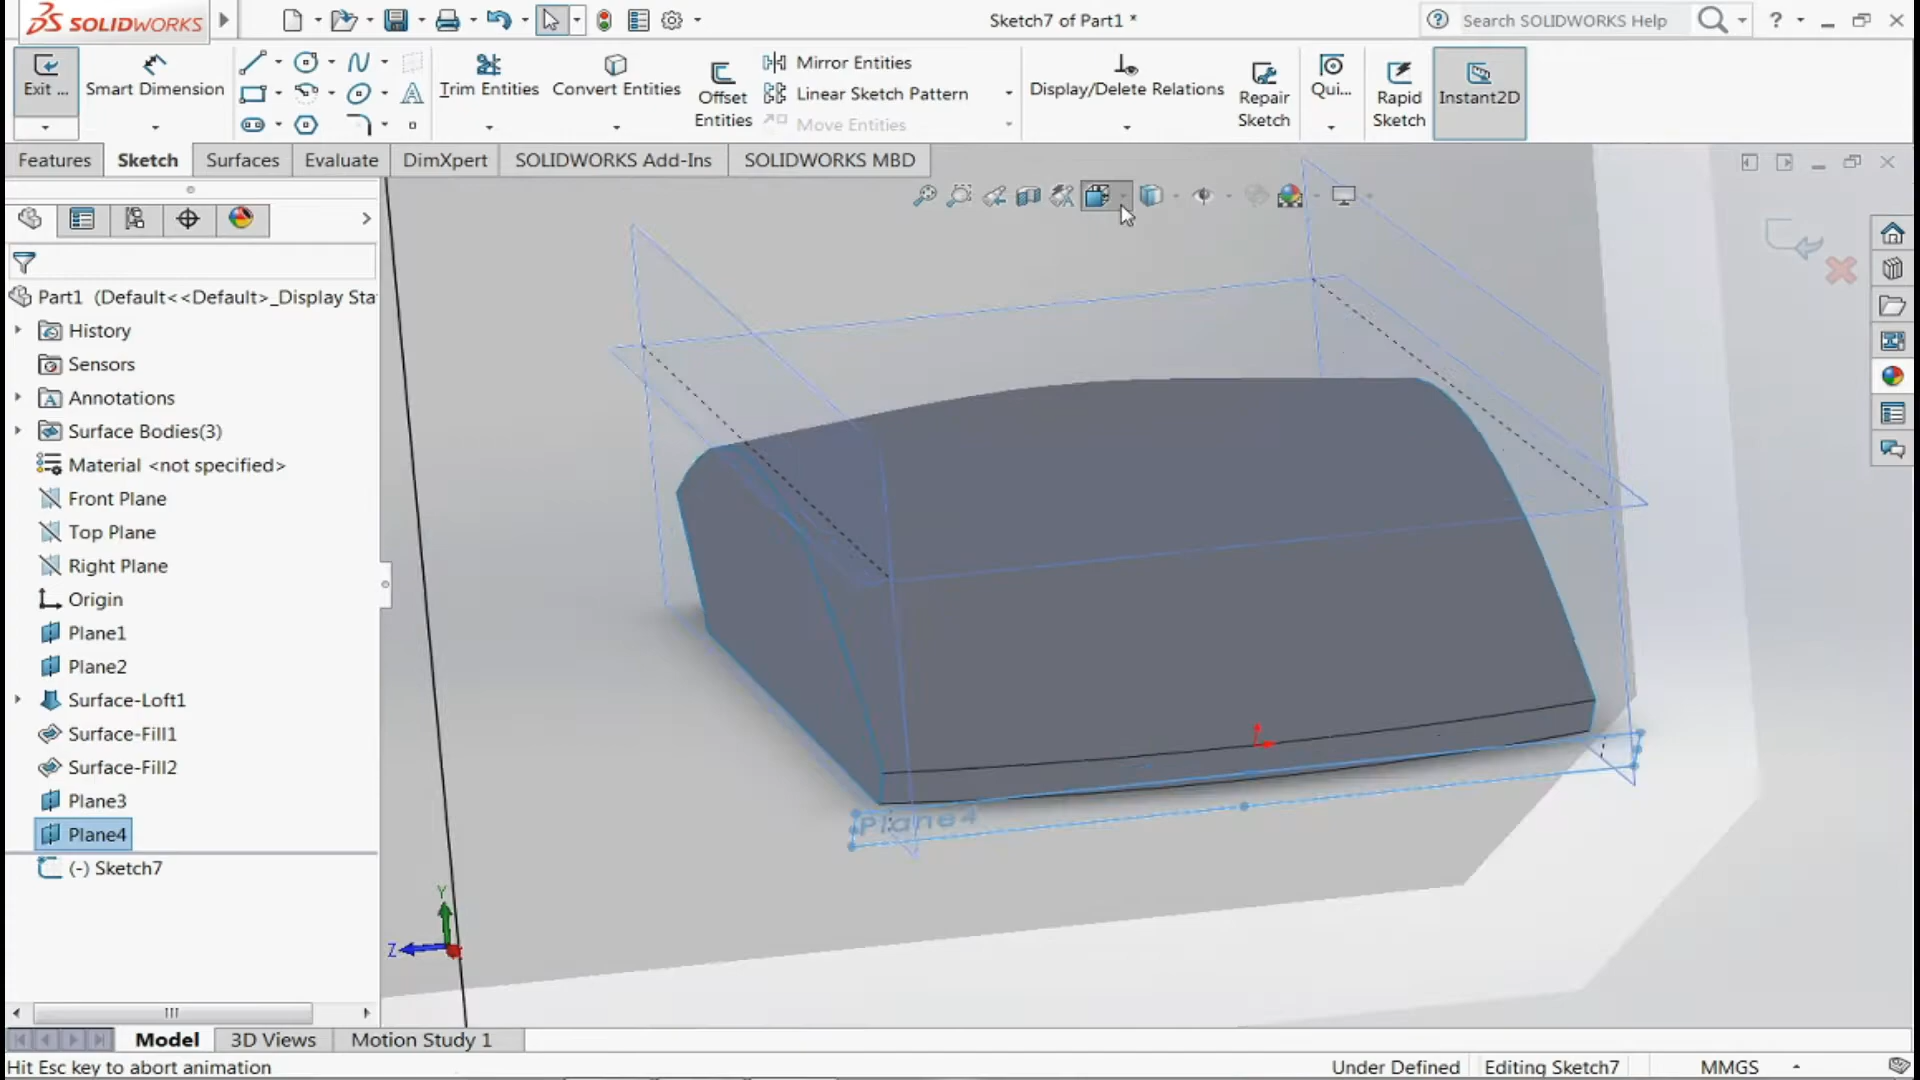 SOLIDWORKS
Sketch7 of Part1 *
Search SOLIDWORKS Help
?
Exit ...
Smart Dimension
Trim Entities
Convert Entities
Offset
Entities
Mirror Entities
Linear Sketch Pattern
Move Entities
Display/Delete Relations
Repair
Sketch
Qui...
Rapid
Sketch
Instant2D
Features
Sketch
Surfaces
Evaluate
DimXpert
SOLIDWORKS Add-Ins
SOLIDWORKS MBD
Part1 (Default<<Default>_Display Sta
History
Sensors
Annotations
Surface Bodies(3)
Material <not specified>
Front Plane
Top Plane
Right Plane
Origin
Plane1
Plane2
Surface-Loft1
Surface-Fill1
Surface-Fill2
Plane3
Plane4
(-) Sketch7
Plane4
Y
Z
Model
3D Views
Motion Study 1
Hit Esc key to abort animation
Under Defined
Editing Sketch7
MMGS